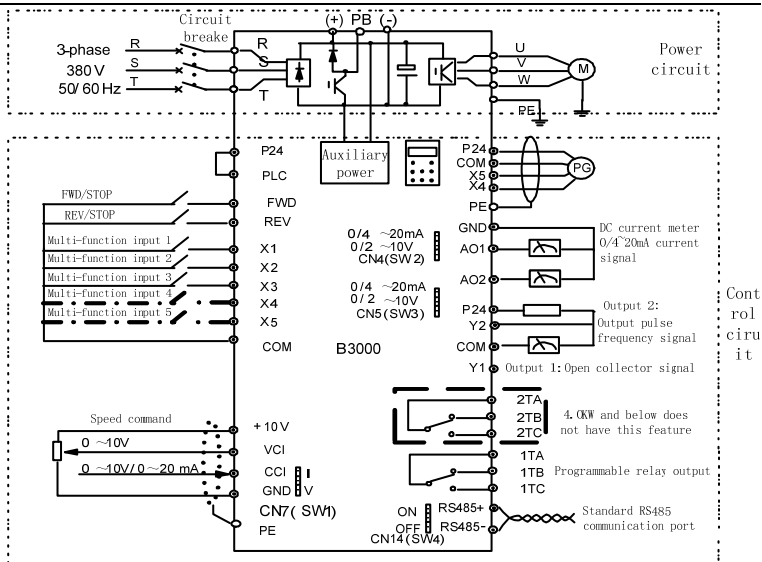 Circuit
breake
(+) PB (-)
3-phase
380 V
50/ 60 Hz
R
S
T
R
S
T
U
V
W
M
PE
Power
circuit
Auxiliary
power
P24
PLC
FWD/STOP
FWD
REV/STOP
REV
Multi-function input 1
X1
Multi-function input 2
X2
Multi-function input 3
X3
Multi-function input 4
X4
Multi-function input 5
X5
COM
B3000
0/4 ~20mA
0/2 ~10V
CN4(SW2)
0/4 ~20mA
0/2 ~10V
CN5(SW3)
P24
COM
X5
X4
PG
PE
GND
AO1
AO2
DC current meter
0/4~20mA current
signal
P24
Y2
COM
Output 2:
Output pulse
frequency signal
Y1
Output 1:Open collector signal
Cont
rol
ciru
it
2TA
2TB
2TC
4.0KW and below does
not have this feature
1TA
1TB
1TC
Programmable relay output
Speed command
+10V
0 ~10V
VCI
0 ~10V/0~20 mA
CCI
I
GND
V
CN7( SW1)
PE
ON
OFF
CN14(SW4)
RS485+
RS485-
Standard RS485
communication port